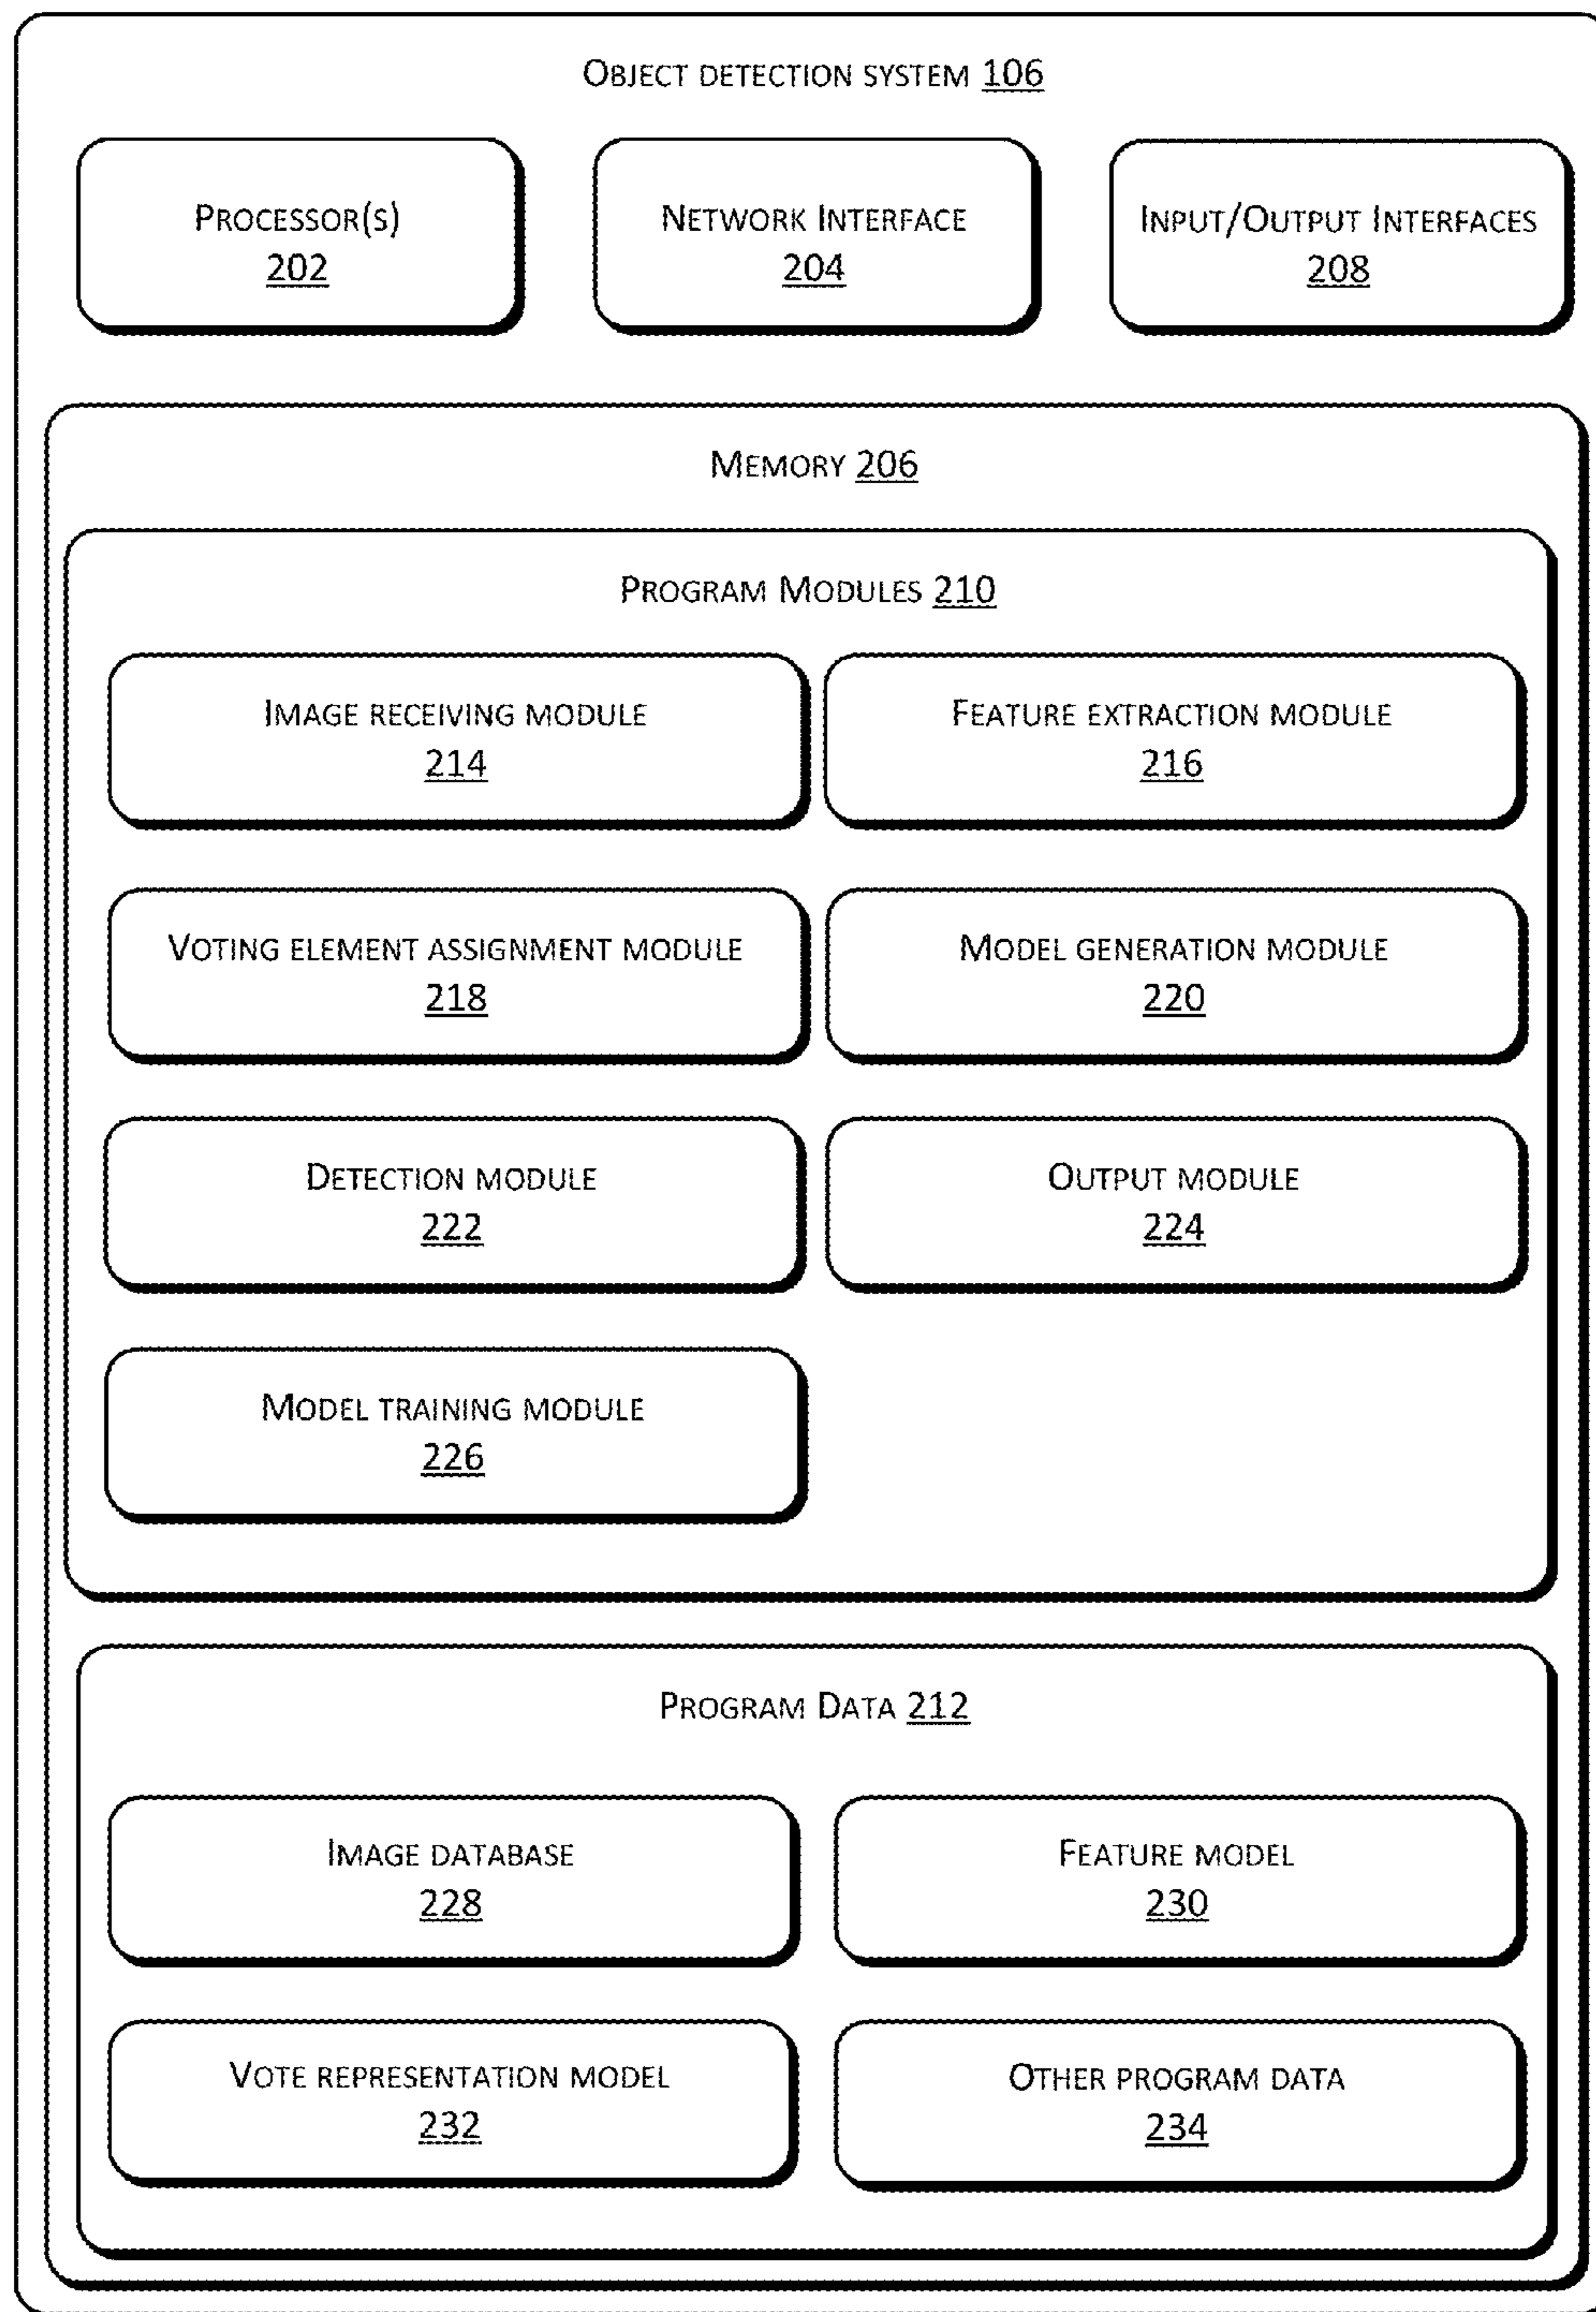 OBJECT DETECTION SYSTEM 106
PROCESSOR(S)
202
NETWORK INTERFACE
204
INPUT/OUTPUT INTERFACES
208
MEMORY 206
PROGRAM MODULES 210
IMAGE RECEIVING MODULE
214
FEATURE EXTRACTION MODULE
216
VOTING ELEMENT ASSIGNMENT MODULE
218
MODEL GENERATION MODULE
220
DETECTION MODULE
222
OUTPUT MODULE
224
MODEL TRAINING MODULE
226
PROGRAM DATA 212
IMAGE DATABASE
228
FEATURE MODEL
230
VOTE REPRESENTATION MODEL
232
OTHER PROGRAM DATA
234